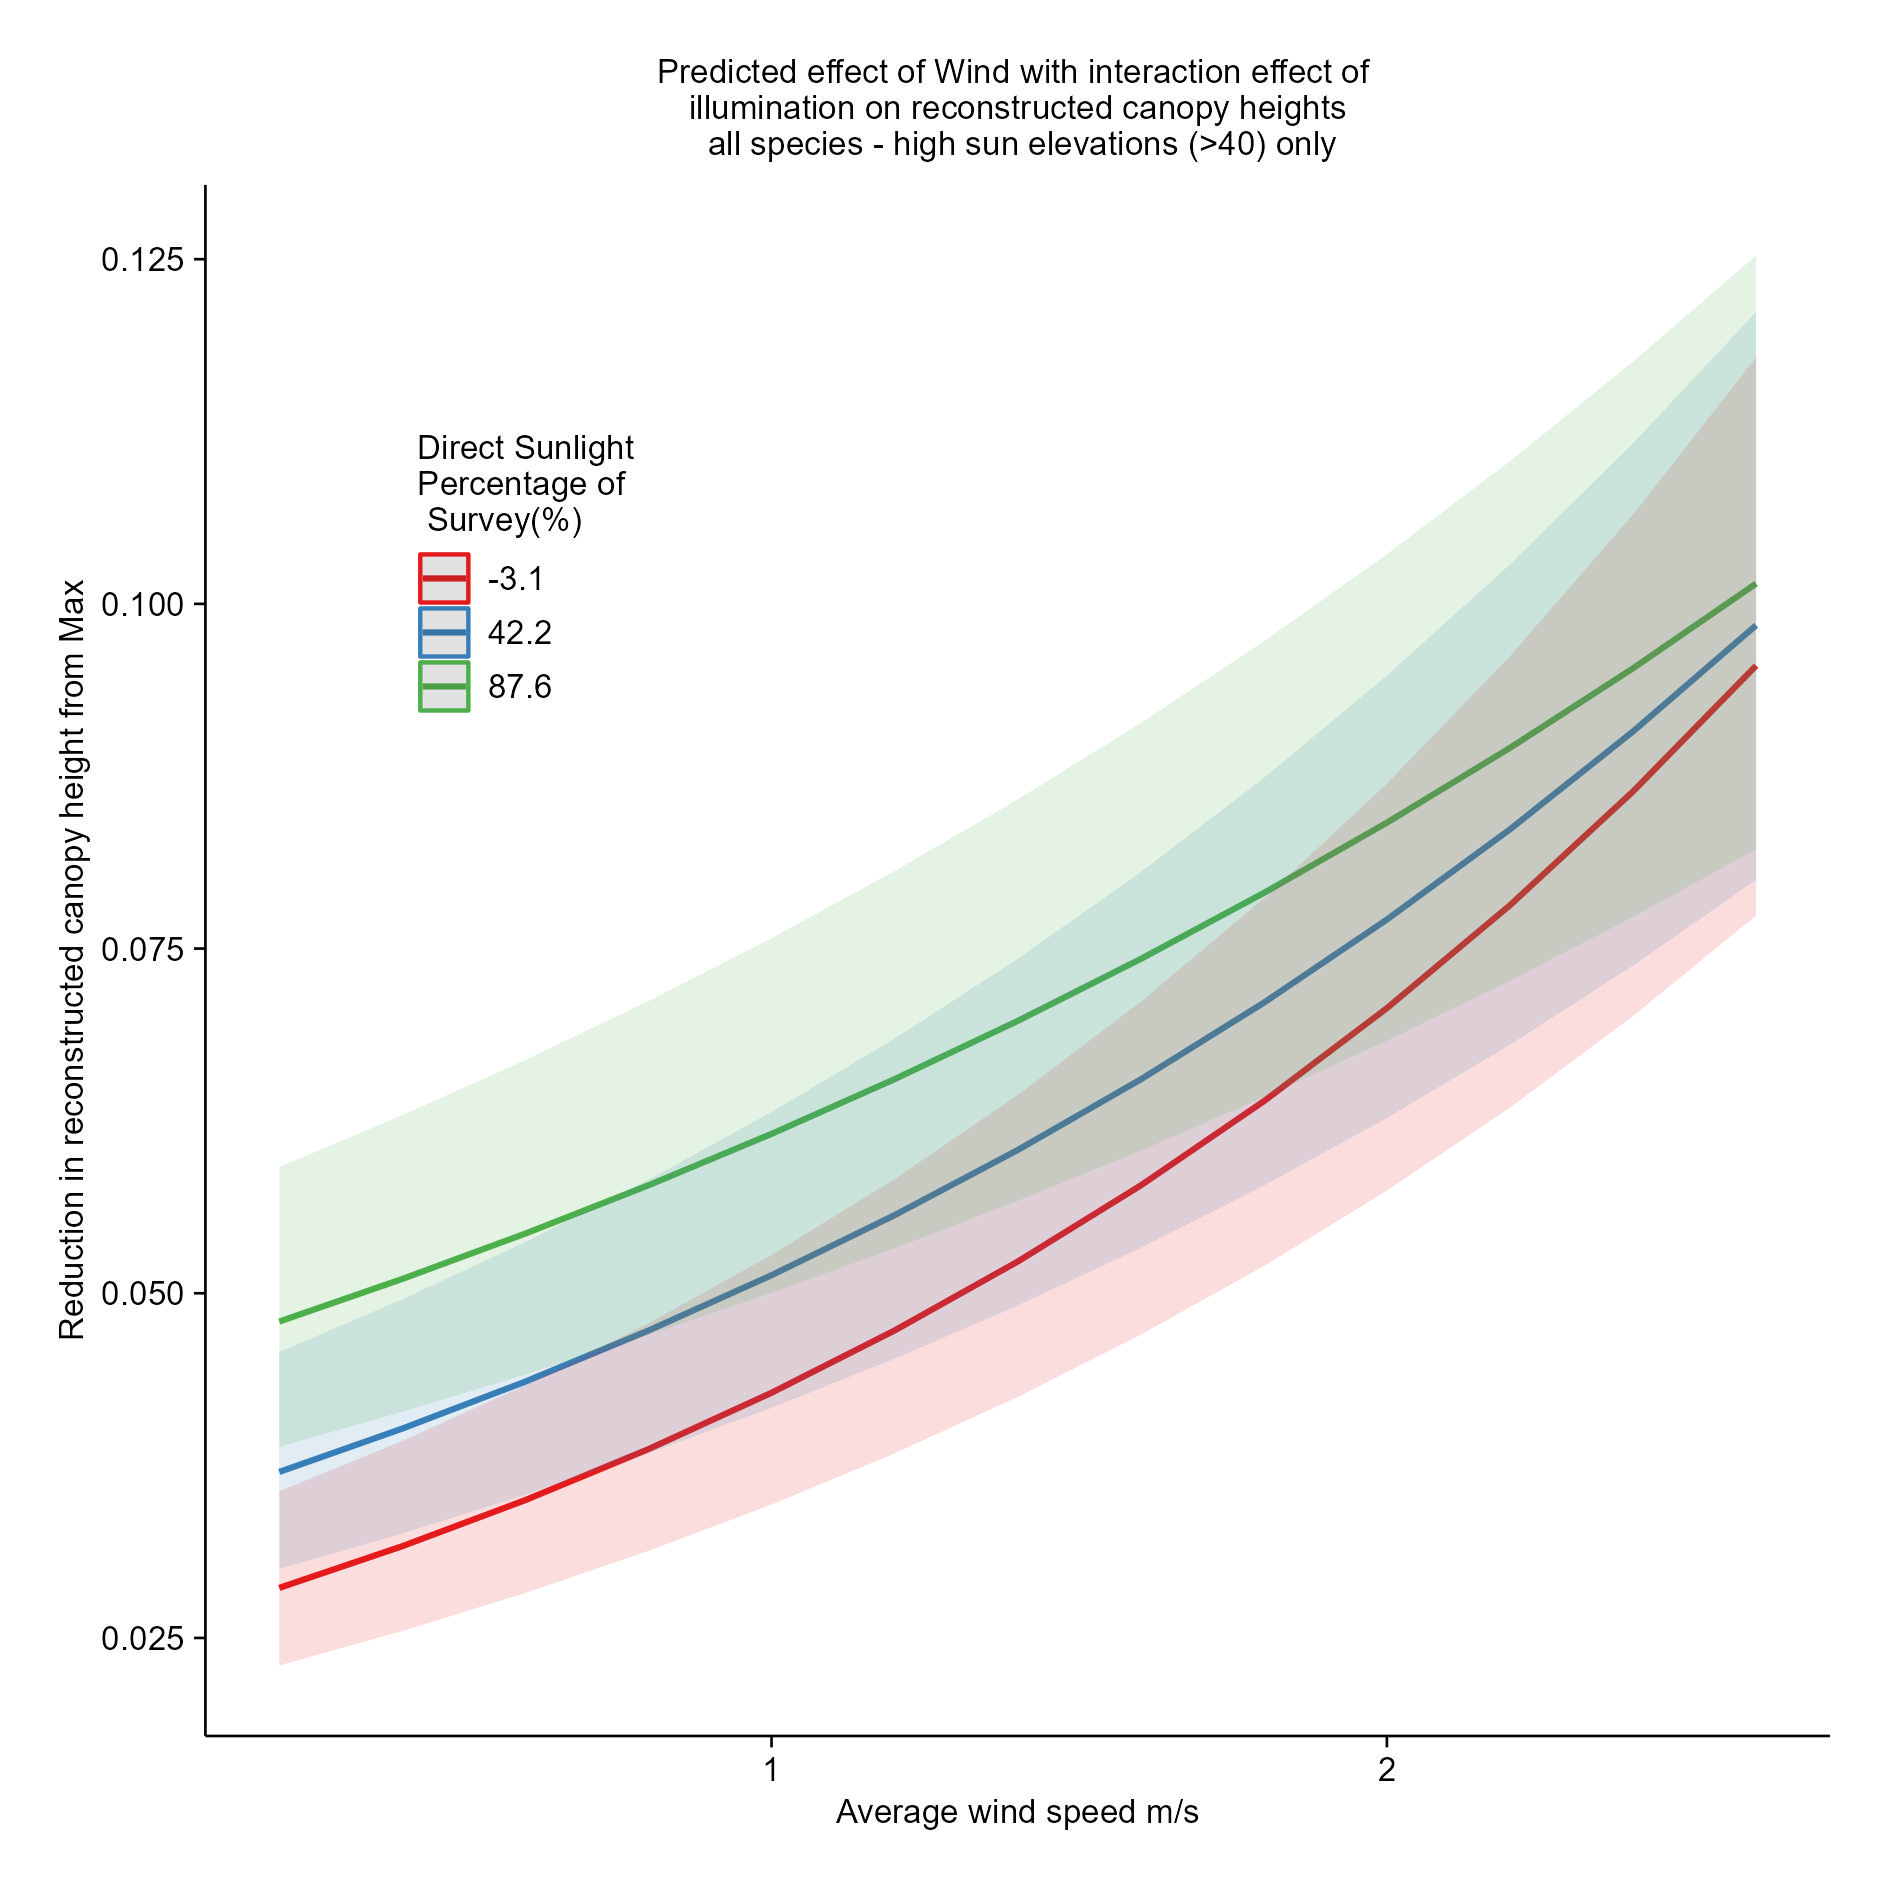 Predicted effect of Wind with interaction effect of
illumination on reconstructed canopy heights
all species - high sun elevations (>40) only
Reduction in reconstructed canopy height from Max
0.125
0.100
0.075
0.050
0.025
Direct Sunlight
Percentage of
Survey(%)
-3.1
42.2
87.6
1
2
Average wind speed m/s